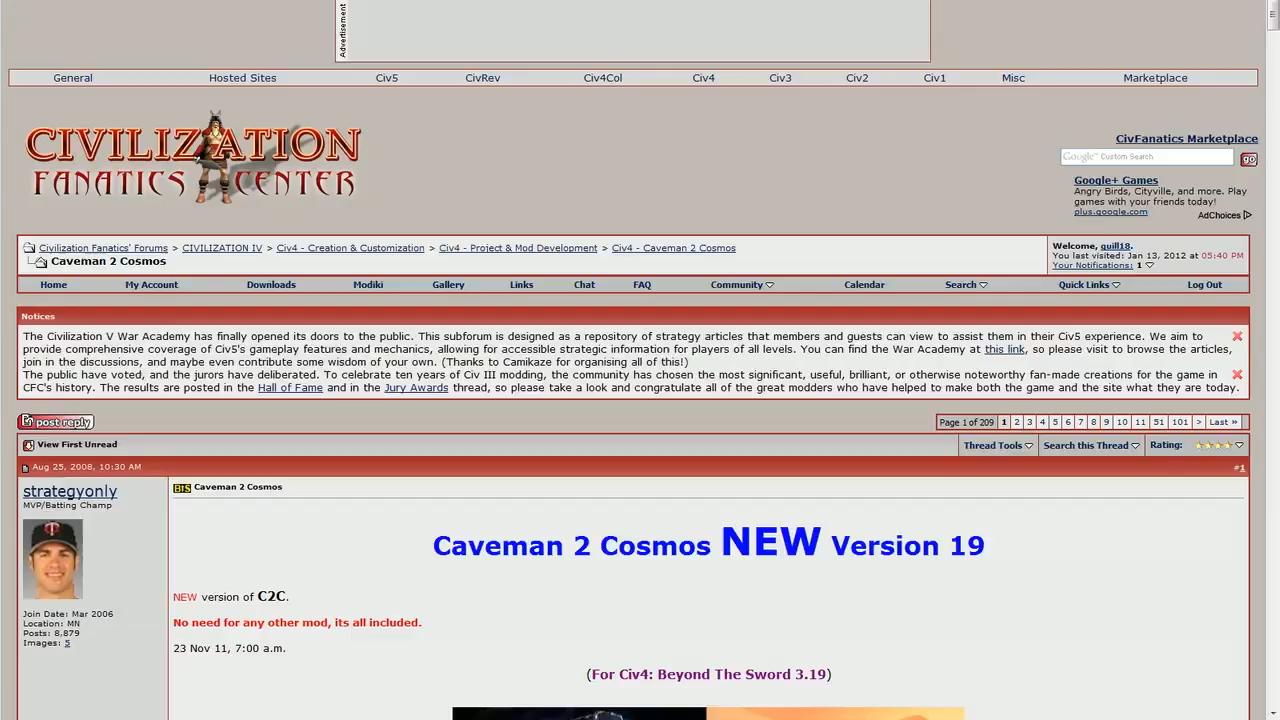 Advertisement
General Hosted Sites Civ5 CivRev Civ4Col Civ4 Civ3 Civ2 Civ1 Misc Marketplace
CIVILIZATION
FANATICS CENTER
CivFanatics Marketplace
Google™ Custom Search go
Google+ Games
Angry Birds, Cityville, and more. Play
games with your friends today!
plus.google.com
AdChoices
Civilization Fanatics' Forums > CIVILIZATION IV > Civ4 - Creation & Customization > Civ4 - Project & Mod Development > Civ4 - Caveman 2 Cosmos
Caveman 2 Cosmos
Welcome, quill18.
You last visited: Jan 13, 2012 at 05:40 PM
Your Notifications: 1
Home My Account Downloads Modiki Gallery Links Chat FAQ Community Calendar Search Quick Links Log Out
Notices
The Civilization V War Academy has finally opened its doors to the public. This subforum is designed as a repository of strategy articles that members and guests can view to assist them in their Civ5 experience. We aim to
provide comprehensive coverage of Civ5's gameplay features and mechanics, allowing for accessible strategic information for players of all levels. You can find the War Academy at this link, so please visit to browse the articles,
join in the discussions, and maybe even contribute some wisdom of your own. (Thanks to Camikaze for organising all of this!)
The public have voted, and the jurors have deliberated. To celebrate ten years of Civ III modding, the community has chosen the most significant, useful, brilliant, or otherwise noteworthy fan-made creations for the game in
CFC's history. The results are posted in the Hall of Fame and in the Jury Awards thread, so please take a look and congratulate all of the great modders who have helped to make both the game and the site what they are today.
post reply
Page 1 of 209 1 2 3 4 5 6 7 8 9 10 11 51 101 > Last »
View First Unread
Thread Tools Search this Thread Rating:
Aug 25, 2008, 10:30 AM
#1
strategyonly
MVP/Batting Champ
Join Date: Mar 2006
Location: MN
Posts: 8,879
Images: 5
BtS Caveman 2 Cosmos
Caveman 2 Cosmos NEW Version 19
NEW version of C2C.
No need for any other mod, its all included.
23 Nov 11, 7:00 a.m.
(For Civ4: Beyond The Sword 3.19)